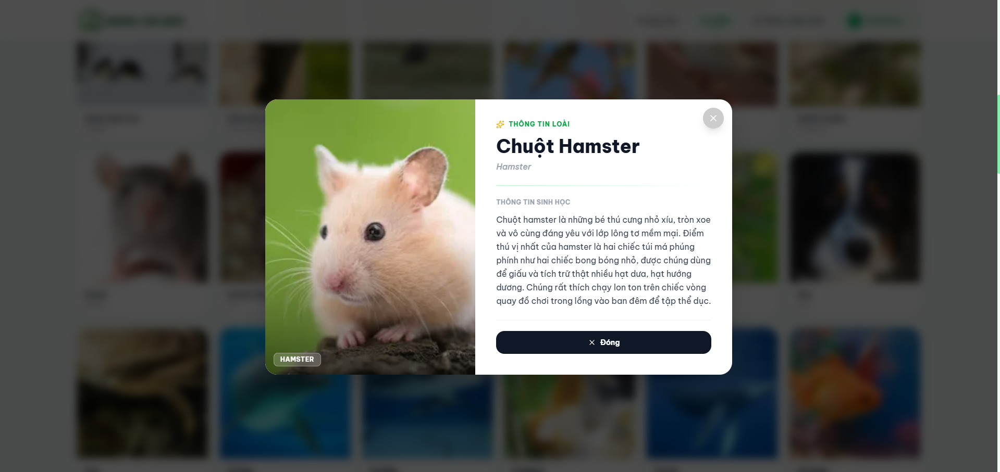 THÔNG TIN LOÀI
Chuột Hamster
Hamster
THÔNG TIN SINH HỌC
Chuột hamster là những bé thú cưng nhỏ xíu, tròn xoe
và vô cùng đáng yêu với lớp lông tơ mềm mại. Điểm
thú vị nhất của hamster là hai chiếc túi má phúng
phính như hai chiếc bong bóng nhỏ, được chúng dùng
để giấu và tích trữ thật nhiều hạt dưa, hạt hướng
dương. Chúng rất thích chạy lon ton trên chiếc vòng
quay đồ chơi trong lồng vào ban đêm để tập thể dục.
Đóng
HAMSTER